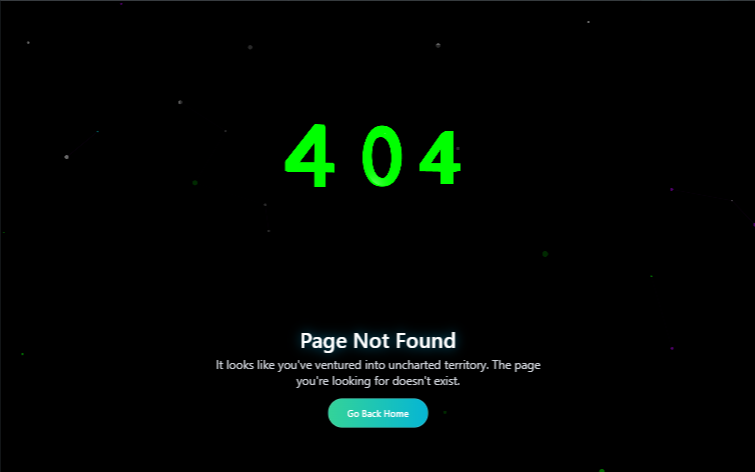 404
Page Not Found
It looks like you've ventured into uncharted territory. The page
you're looking for doesn't exist.
Go Back Home